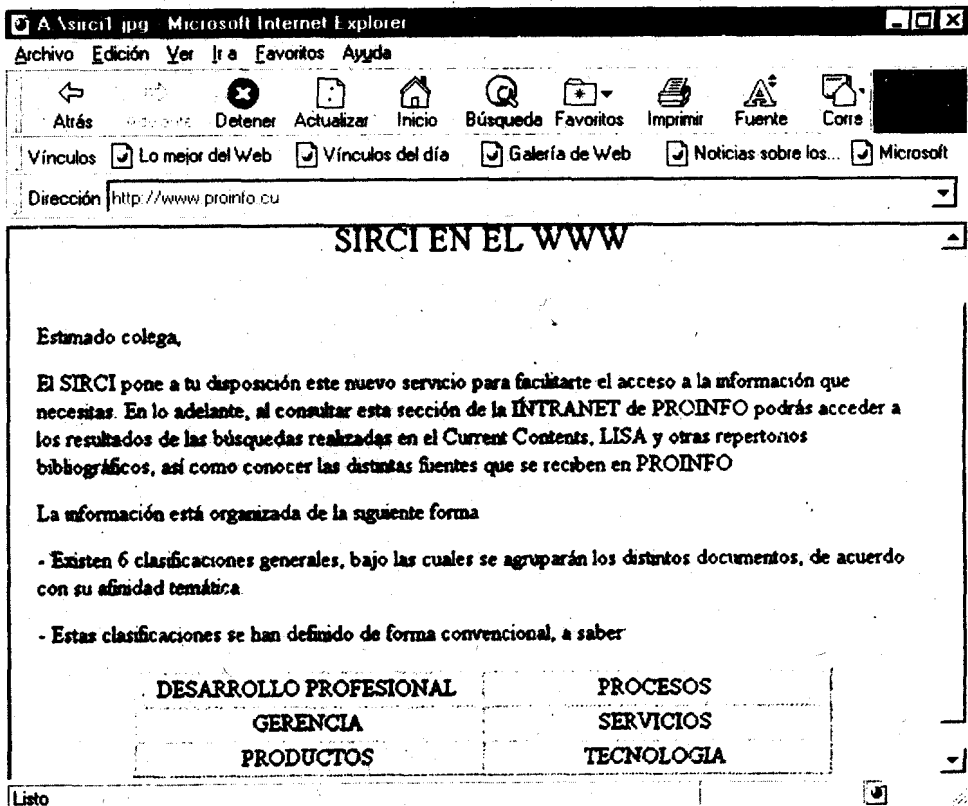 A:\sirci1.jpg - Microsoft Internet Explorer
Archivo Edición Ver Ir a Favoritos Ayuda
Atrás Detener Actualizar Inicio Búsqueda Favoritos Imprimir Fuente Corre
Vínculos Lo mejor del Web Vínculos del día Galería de Web Noticias sobre los... Microsoft
Dirección http://www.proinfo.cu
SIRCI EN EL WWW
Estimado colega,
El SIRCI pone a tu disposición este nuevo servicio para facilitarte el acceso a la información que
necesitas. En lo adelante, al consultar esta sección de la INTRANET de PROINFO podrás acceder a
los resultados de las búsquedas realizadas en el Current Contents, LISA y otras repertorios
bibliográficos, así como conocer las distintas fuentes que se reciben en PROINFO
La información está organizada de la siguiente forma
- Existen 6 clasificaciones generales, bajo las cuales se agruparán los distintos documentos, de acuerdo
con su afinidad temática
- Estas clasificaciones se han definido de forma convencional, a saber
DESARROLLO PROFESIONAL PROCESOS
GERENCIA SERVICIOS
PRODUCTOS TECNOLOGIA
Listo